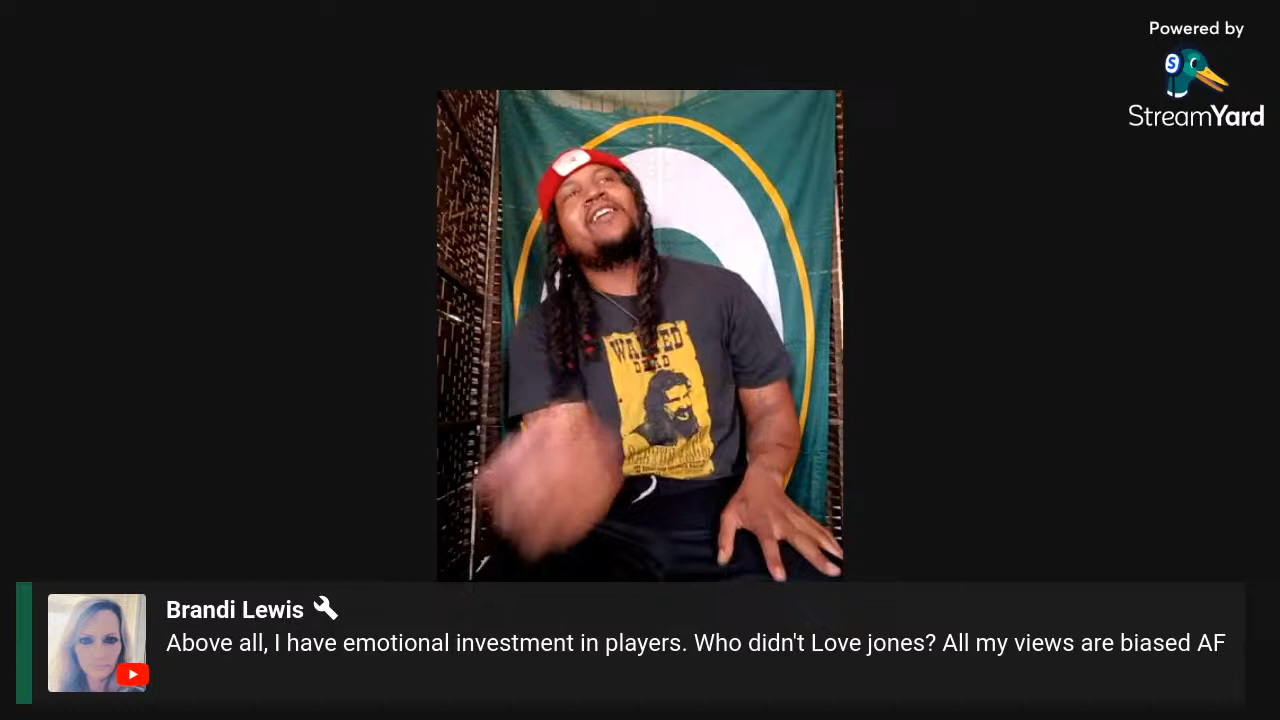 Powered by
StreamYard
WANTED
DEAD
Brandi Lewis
Above all, I have emotional investment in players. Who didn't Love jones? All my views are biased AF